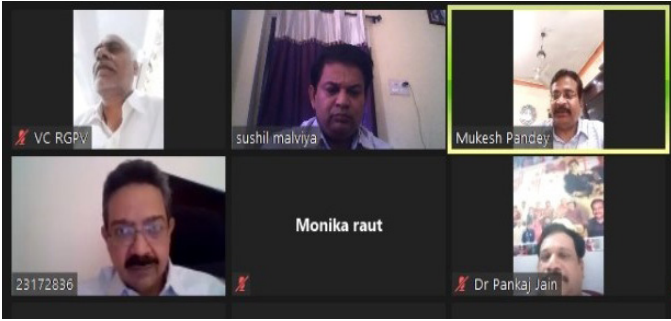 VC RGPV
sushil malviya
Mukesh Pandey
23172836
Monika raut
Dr Pankaj Jain